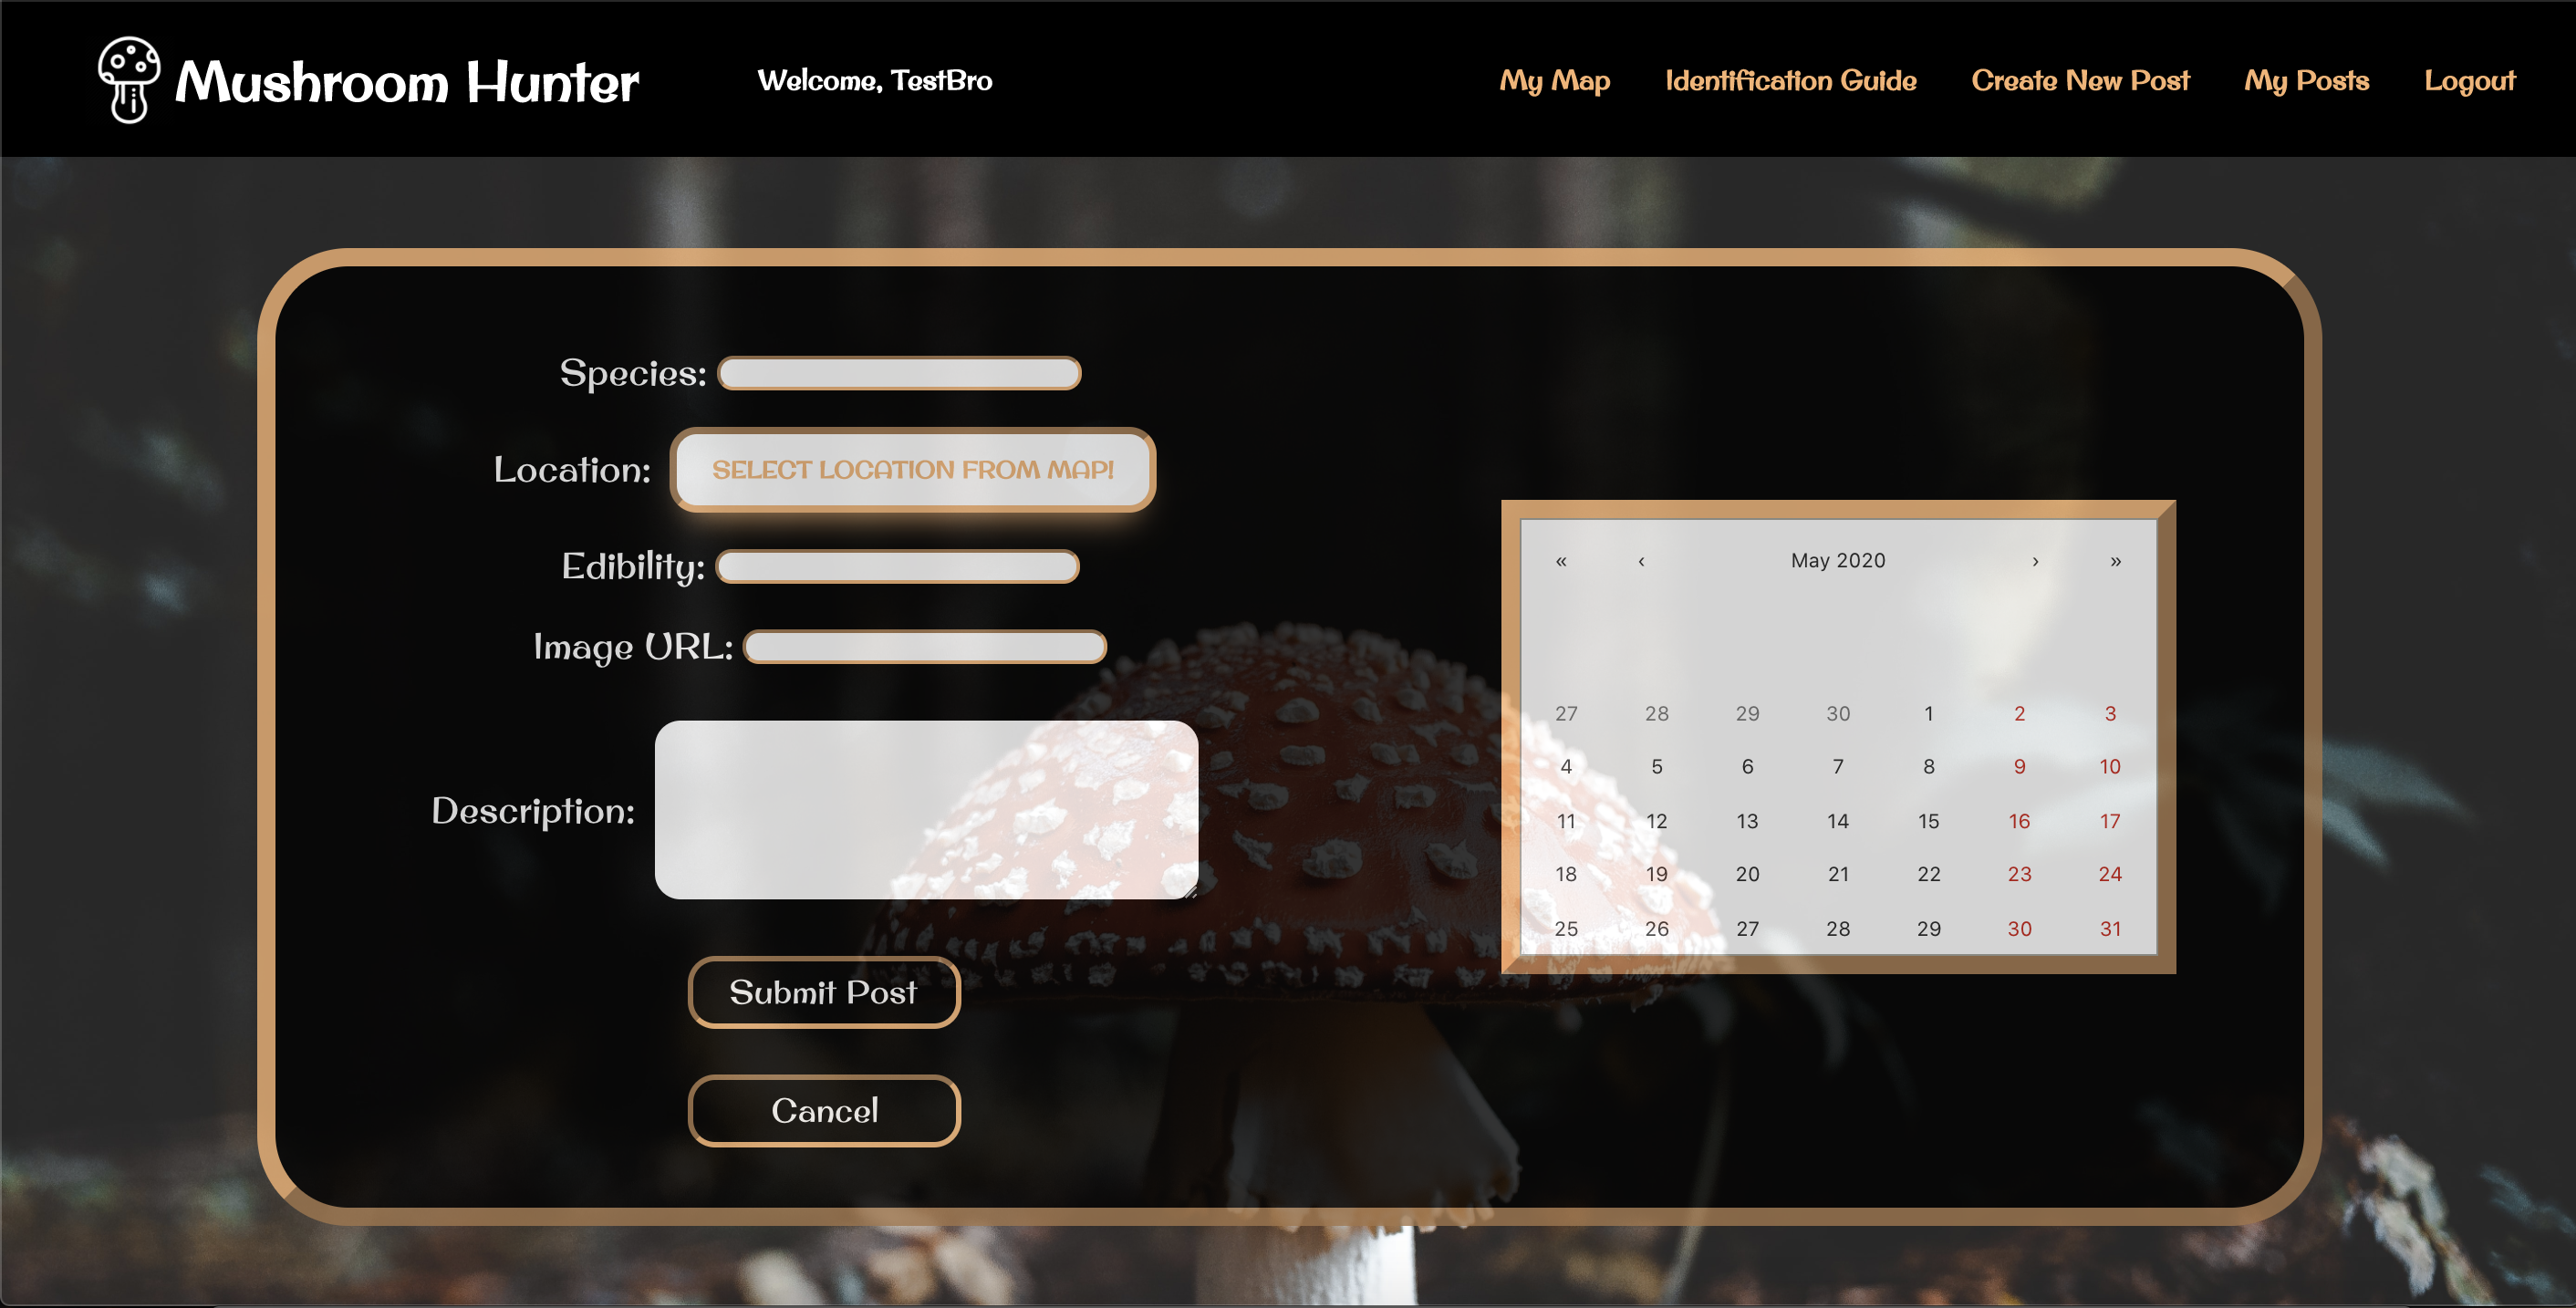 Mushroom Hunter
Welcome, TestBro
My Map
Identification Guide
Create New Post
My Posts
Logout
Species:
Location: SELECT LOCATION FROM MAP!
Edibility:
Image URL:
Description:
Submit Post
Cancel
« ‹ May 2020 › »
27 28 29 30 1 2 3
4 5 6 7 8 9 10
11 12 13 14 15 16 17
18 19 20 21 22 23 24
25 26 27 28 29 30 31